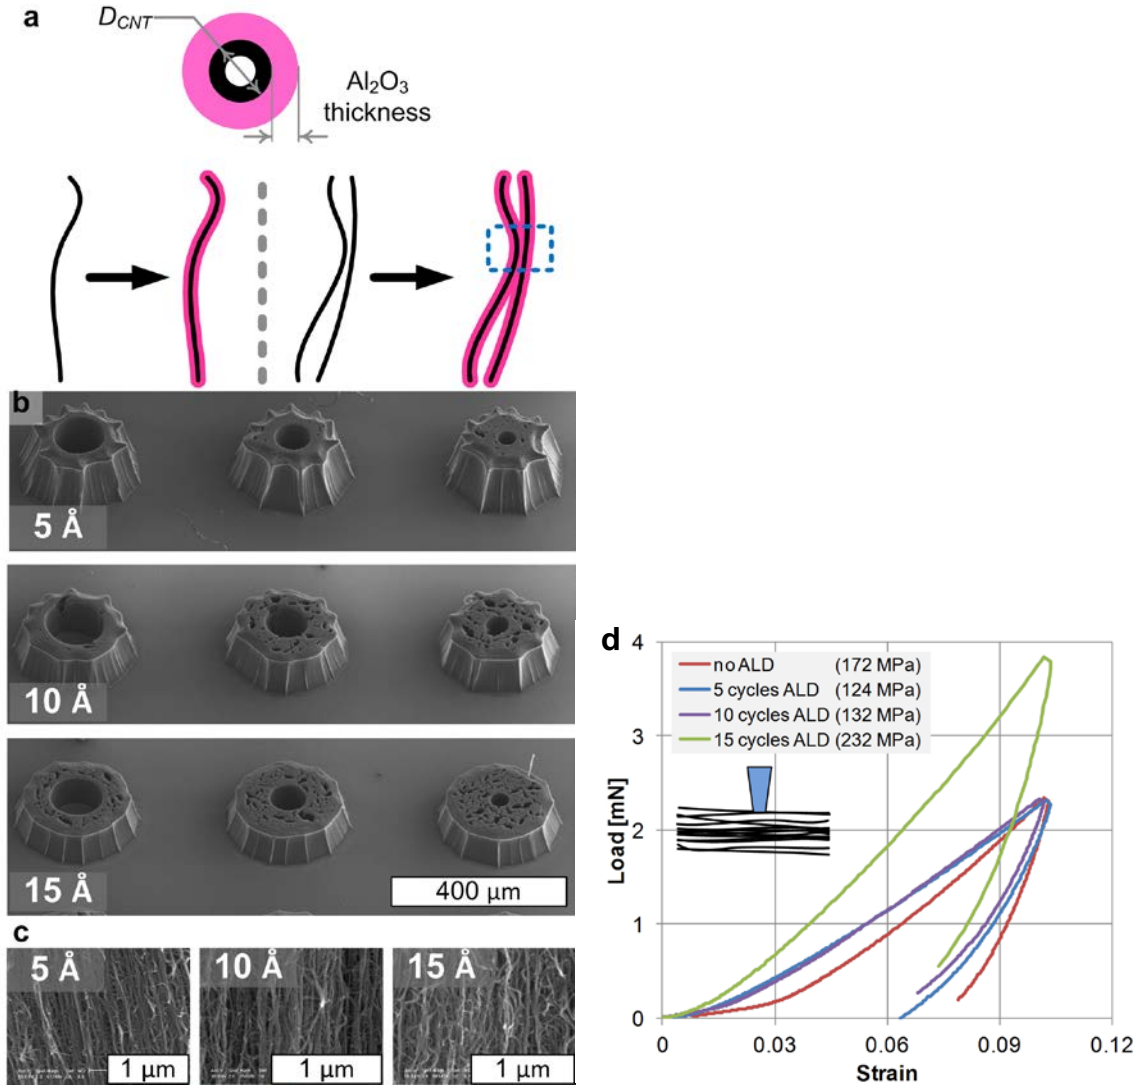 a
D_CNT
Al₂O₃
thickness
b
5 Å
10 Å
15 Å
400 µm
c
5 Å
1 µm
10 Å
1 µm
15 Å
1 µm
d
4
3
2
1
0
Load [mN]
no ALD (172 MPa)
5 cycles ALD (124 MPa)
10 cycles ALD (132 MPa)
15 cycles ALD (232 MPa)
0
0.03
0.06
0.09
0.12
Strain